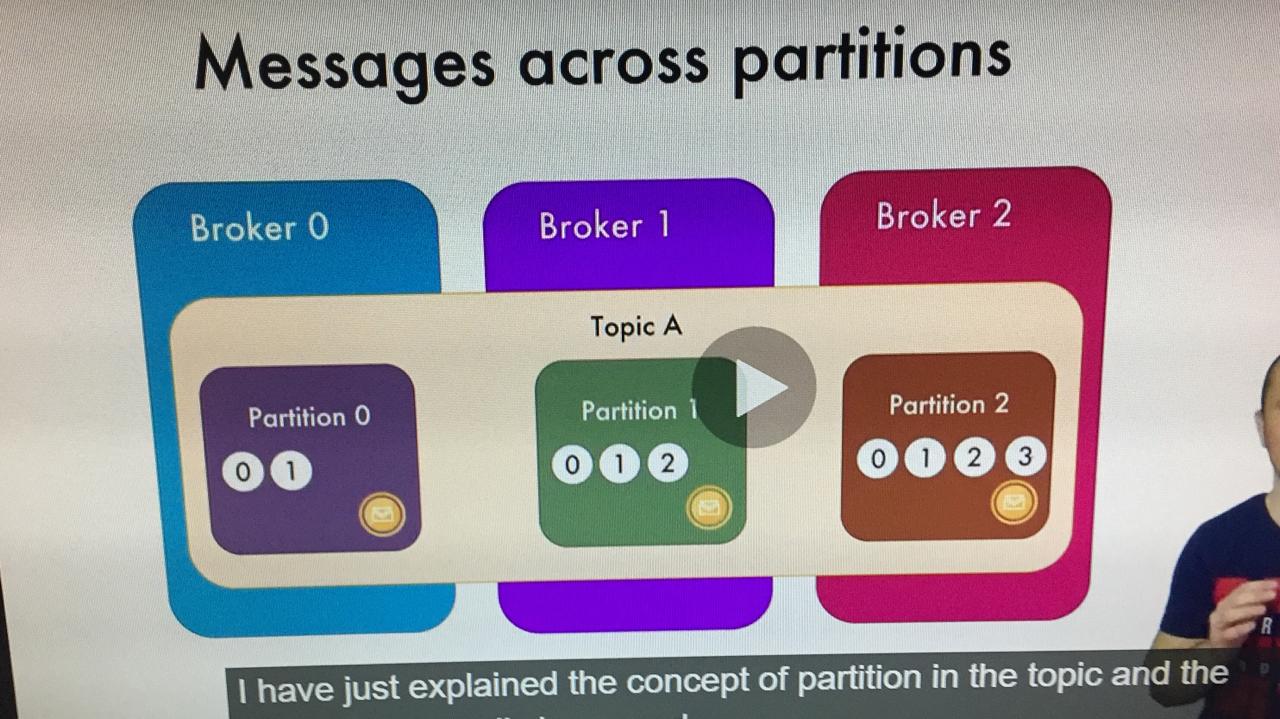 Messages across partitions
Broker 0
Broker 1
Broker 2
Topic A
Partition 0
0 1
Partition 1
0 1 2
Partition 2
0 1 2 3
R
I have just explained the concept of partition in the topic and the